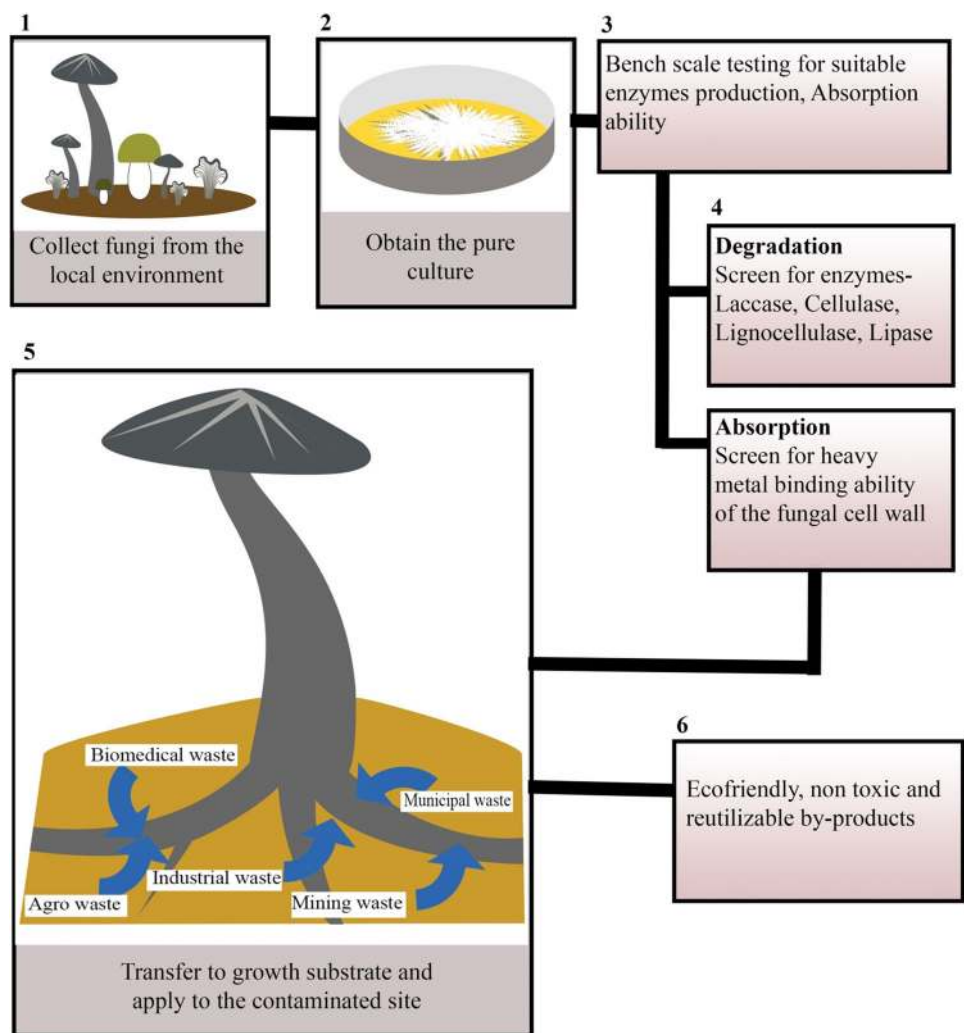 1
Collect fungi from the
local environment
2
Obtain the pure
culture
3
Bench scale testing for suitable
enzymes production, Absorption
ability
4
Degradation
Screen for enzymes-
Laccase, Cellulase,
Lignocellulase, Lipase
Absorption
Screen for heavy
metal binding ability
of the fungal cell wall
5
Biomedical waste
Municipal waste
Agro waste
Industrial waste
Mining waste
Transfer to growth substrate and
apply to the contaminated site
6
Ecofriendly, non toxic and
reutilizable by-products